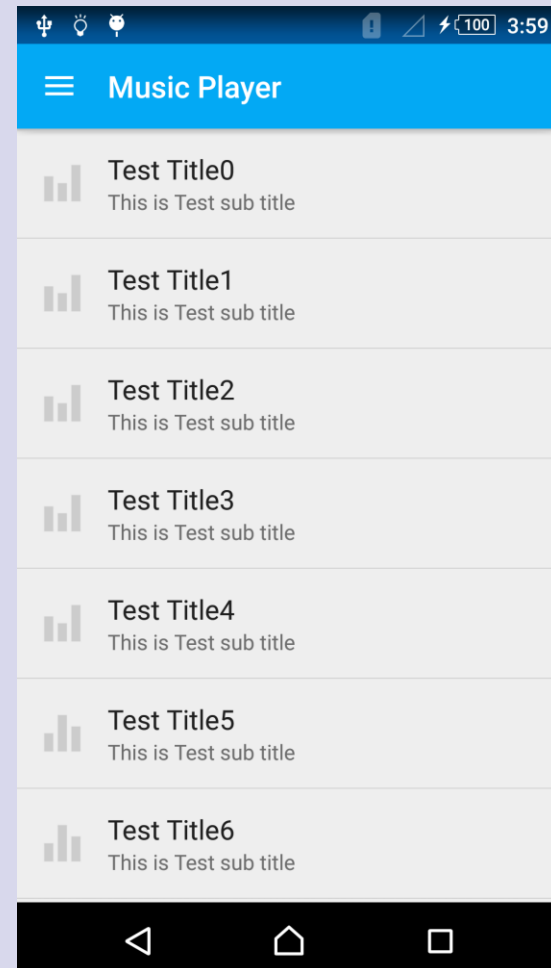 100 3:59
Music Player
Test Title0
This is Test sub title
Test Title1
This is Test sub title
Test Title2
This is Test sub title
Test Title3
This is Test sub title
Test Title4
This is Test sub title
Test Title5
This is Test sub title
Test Title6
This is Test sub title